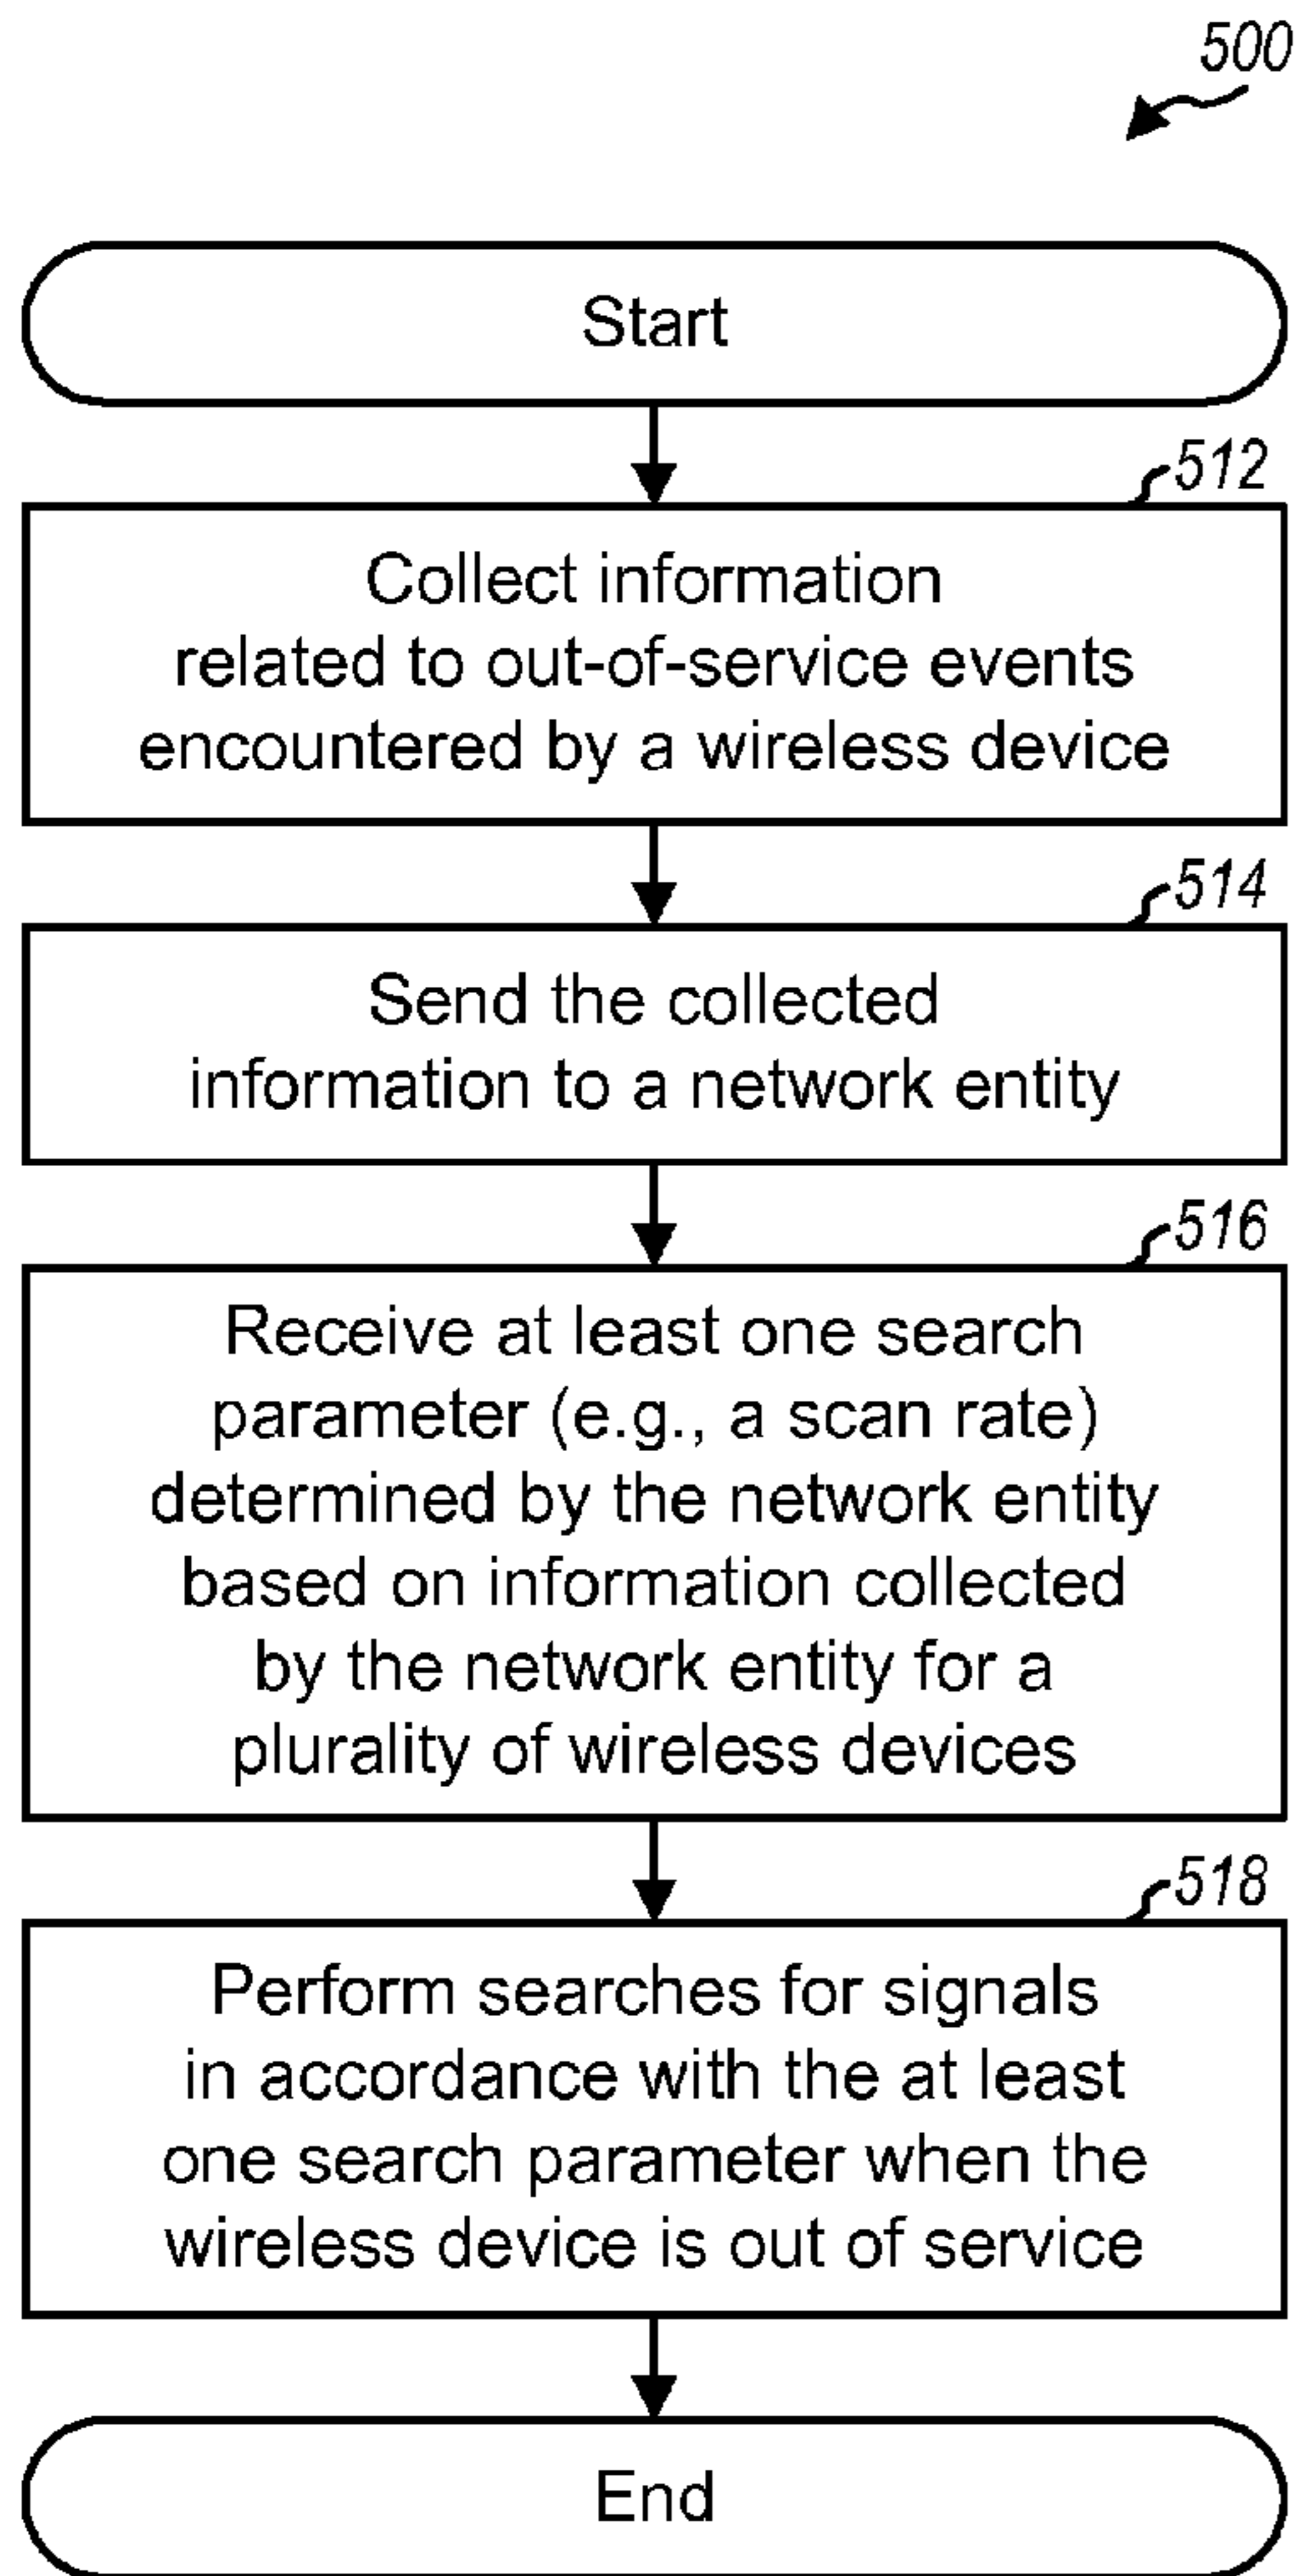 500
Start
512
Collect information
related to out-of-service events
encountered by a wireless device
514
Send the collected
information to a network entity
516
Receive at least one search
parameter (e.g., a scan rate)
determined by the network entity
based on information collected
by the network entity for a
plurality of wireless devices
518
Perform searches for signals
in accordance with the at least
one search parameter when the
wireless device is out of service
End